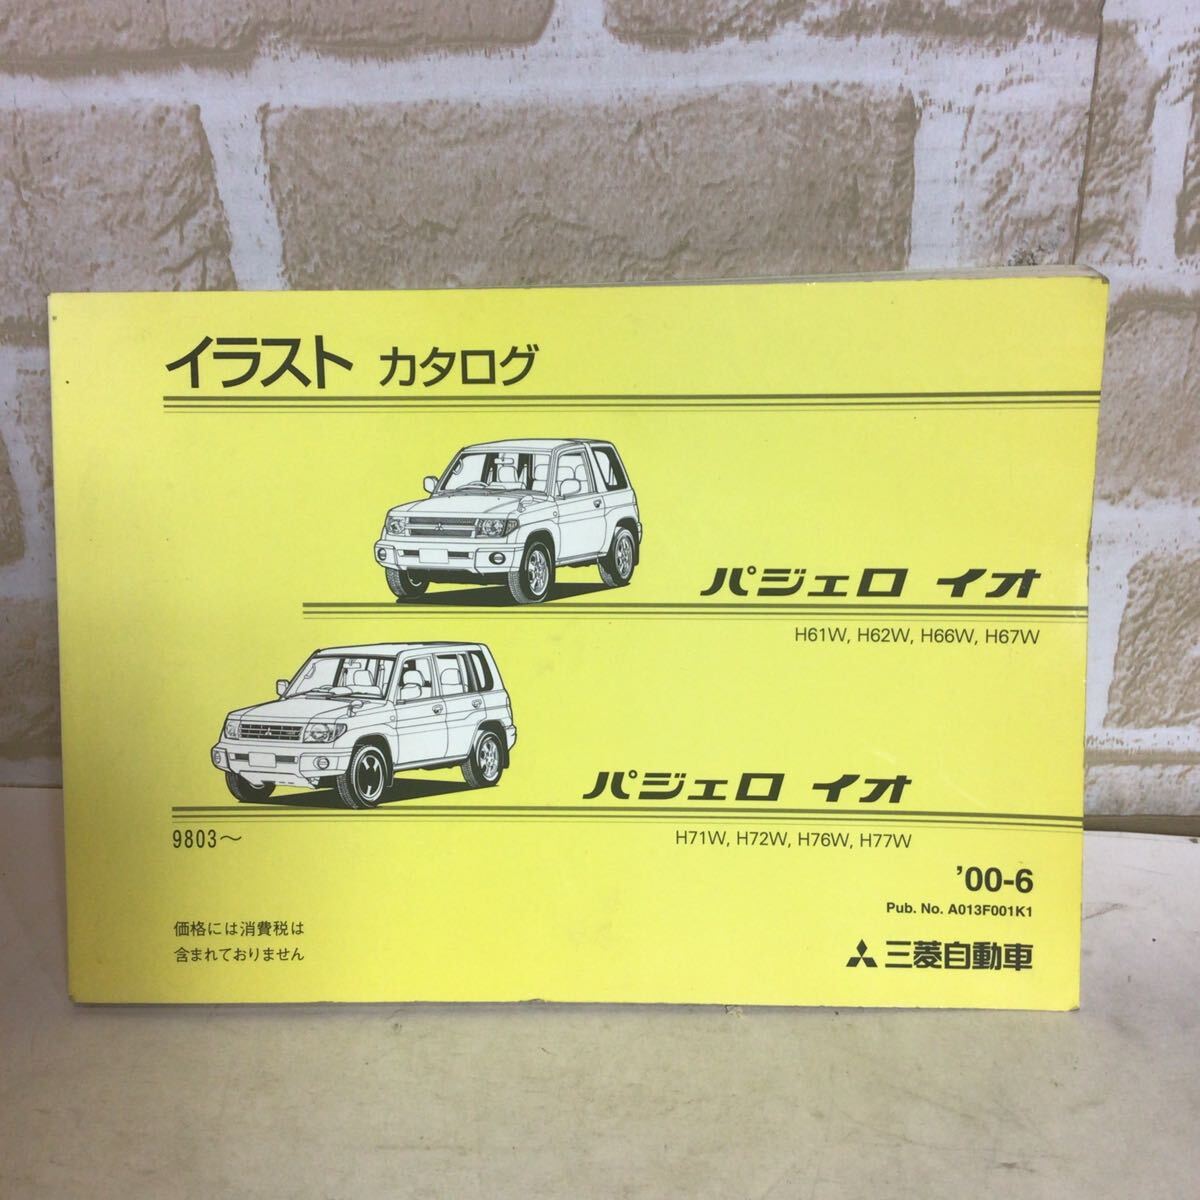 イラスト カタログ
パジェロ イオ
H61W, H62W, H66W, H67W
パジェロ イオ
9803〜
H71W, H72W, H76W, H77W
'00-6
Pub. No. A013F001K1
価格には消費税は
含まれておりません
三菱自動車